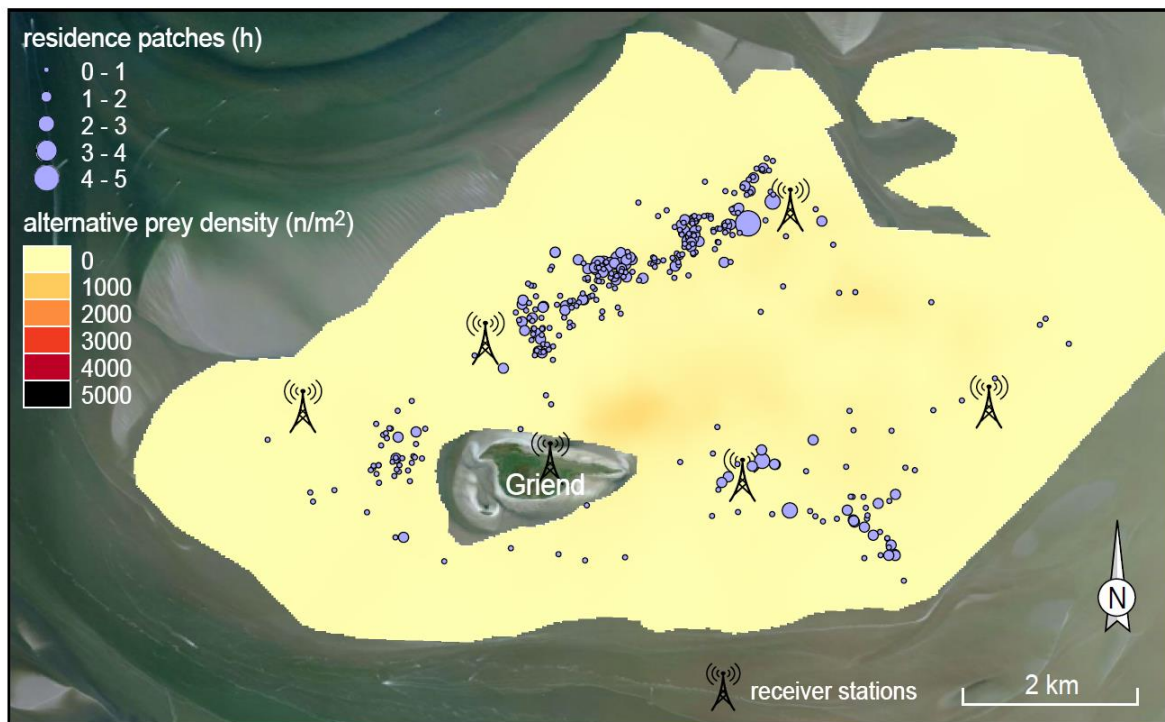 residence patches (h)
0 - 1
1 - 2
2 - 3
3 - 4
4 - 5
alternative prey density (n/m²)
0
1000
2000
3000
4000
5000
Griend
N
receiver stations
2 km